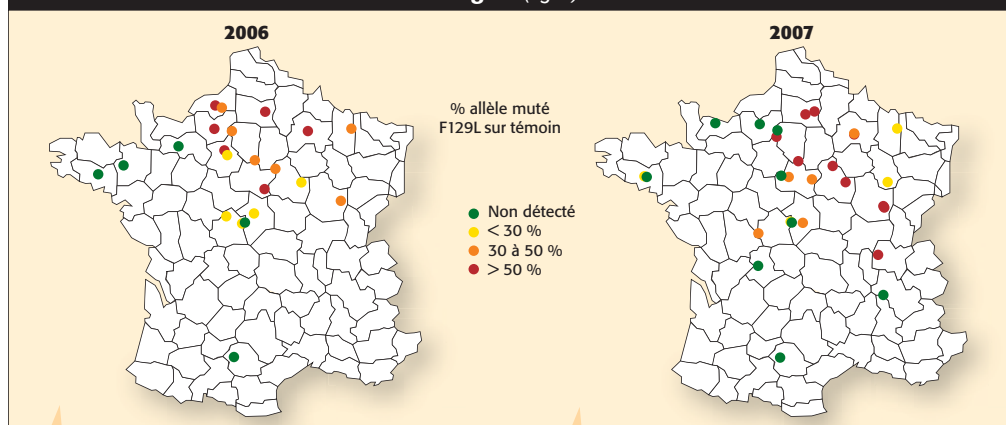 2006
2007
% allèle muté
F129L sur témoin
Non détecté
< 30 %
30 à 50 %
> 50 %